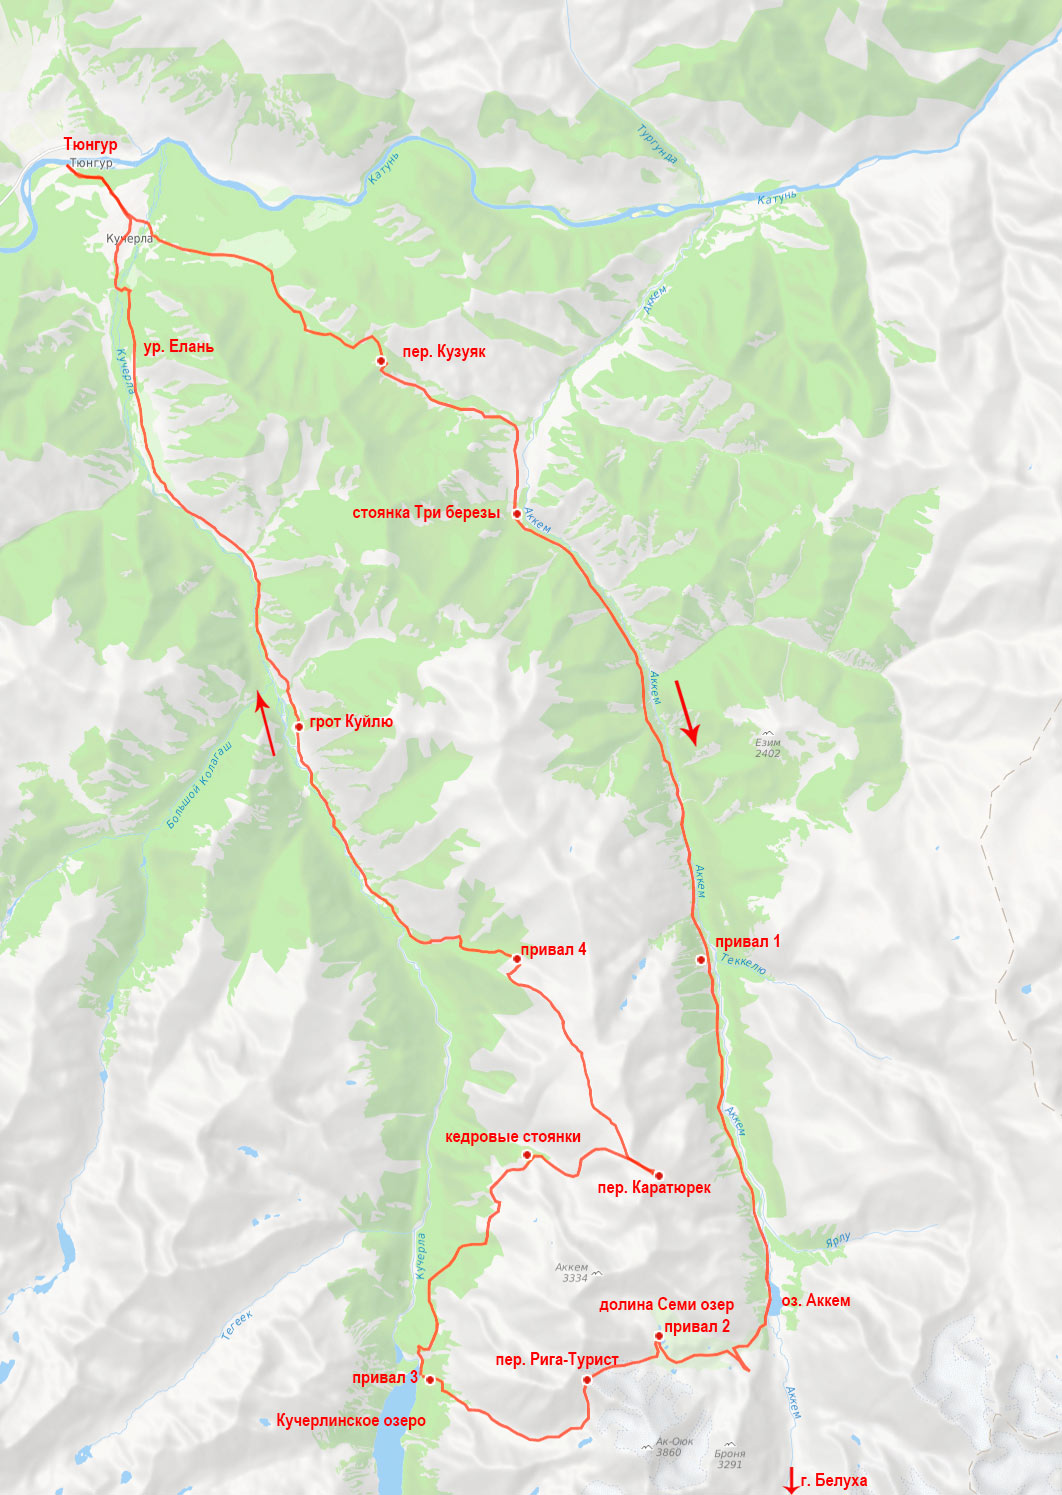 Тургунда
Тюнгур
Тюнгур
Катунь
Катунь
Кучерла
Аккем
ур. Елань
пер. Кузуяк
Кучерла
стоянка Три березы
Аккем
Аккем
грот Куйлю
Езим
2402
Большой Колагаш
Аккем
привал 4
привал 1
Теккелю
Аккем
кедровые стоянки
пер. Каратюрек
Кучерла
Ярлу
Аккем
3334
долина Семи озер
оз. Аккем
Тегеек
привал 2
пер. Рига-Турист
привал 3
Аккем
Кучерлинское озеро
Ак-Оюк
3860
Броня
3291
г. Белуха